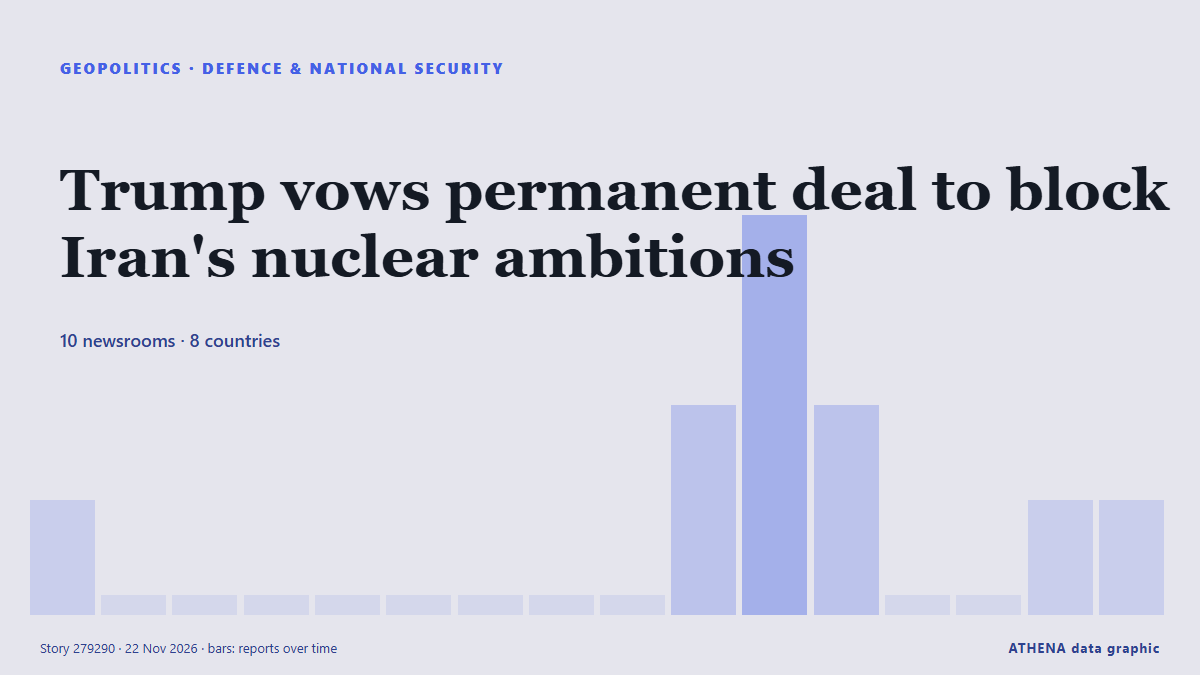 GEOPOLITICS · DEFENCE & NATIONAL SECURITY
Trump vows permanent deal to block
Iran's nuclear ambitions
10 newsrooms · 8 countries
Story 279290 · 22 Nov 2026 · bars: reports over time
ATHENA data graphic